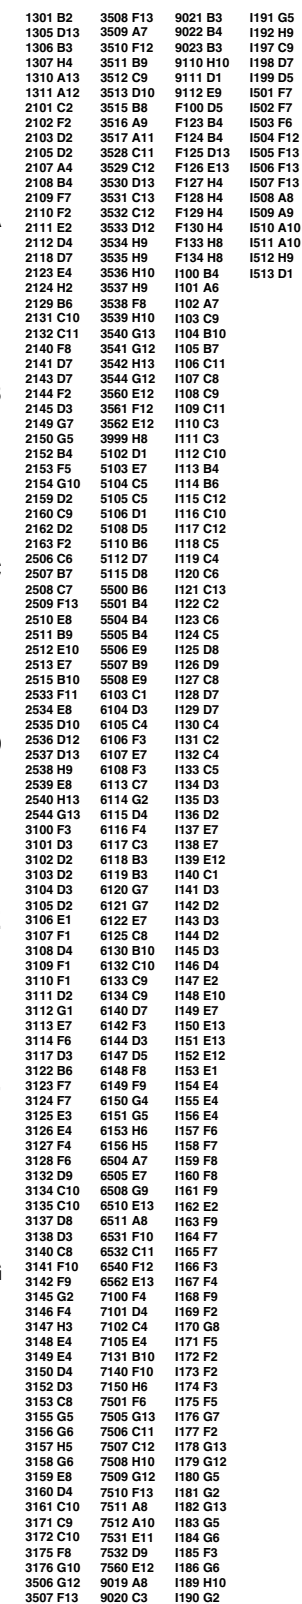 1301 B2
1305 D13
1306 B3
1307 H4
1310 A13
1311 A12
2101 C2
2102 F2
2103 D2
2105 D2
2107 A4
2108 B4
2109 F7
2110 F2
2111 E2
2112 D4
2118 D7
2123 E4
2124 H2
2129 B6
2131 C10
2132 C11
2140 F8
2141 D7
2143 D7
2144 F2
2145 D3
2149 G7
2150 G5
2152 B4
2153 F5
2154 G10
2159 D2
2160 C9
2162 D2
2163 F2
2506 C6
2507 B7
2508 C7
2509 F13
2510 E8
2511 B9
2512 E10
2513 E7
2515 B10
2533 F11
2534 E8
2535 D10
2536 D12
2537 D13
2538 H9
2539 E8
2540 H13
2544 G13
3100 F3
3101 D3
3102 D2
3103 D2
3104 D3
3105 D2
3106 E1
3107 F1
3108 D4
3109 F1
3110 F1
3111 D2
3112 G1
3113 E7
3114 F6
3117 D3
3122 B6
3123 F7
3124 F7
3125 E3
3126 E4
3127 F4
3128 F6
3132 D9
3134 C10
3135 C10
3137 D8
3138 D3
3140 C8
3141 F10
3142 F9
3145 G2
3146 F4
3147 H3
3148 E4
3149 E4
3150 D4
3152 D3
3153 C8
3155 G5
3156 G6
3157 H5
3158 G6
3159 E8
3160 D4
3161 C10
3171 C9
3172 C10
3175 F8
3176 G10
3506 G12
3507 F13
3508 F13
3509 A7
3510 F12
3511 B9
3512 C9
3513 D10
3515 B8
3516 A9
3517 A11
3528 C11
3529 C12
3530 D13
3531 C13
3532 C12
3533 D12
3534 H9
3535 H9
3536 H10
3537 H9
3538 F8
3539 H10
3540 G13
3541 G12
3542 H13
3544 G12
3560 E12
3561 F12
3562 E12
3999 H8
5102 D1
5103 E7
5104 C5
5105 C5
5106 D1
5108 D5
5110 B6
5112 D7
5115 D8
5500 B6
5501 B4
5504 B4
5505 B4
5506 E9
5507 B9
5508 E9
6103 C1
6104 D3
6105 C4
6106 F3
6107 E7
6108 F3
6113 C7
6114 G2
6115 D4
6116 F4
6117 C3
6118 B3
6119 B3
6120 G7
6121 G7
6122 E7
6125 C8
6130 B10
6132 C10
6133 C9
6134 C9
6140 D7
6142 F3
6144 D3
6147 D5
6148 F8
6149 F9
6150 G4
6151 G5
6153 H6
6156 H5
6504 A7
6505 E7
6508 G9
6510 E13
6511 A8
6531 F10
6532 C11
6540 F12
6562 E13
7100 F4
7101 D4
7102 C4
7105 E4
7131 B10
7140 F10
7150 H6
7501 F6
7505 G13
7506 C11
7507 C12
7508 H10
7509 G12
7510 F13
7511 A8
7512 A10
7531 E11
7532 D9
7560 E12
9019 A8
9020 C3
9021 B3
9022 B4
9023 B3
9110 H10
9111 D1
9112 E9
F100 D5
F123 B4
F124 B4
F125 D13
F126 E13
F127 H4
F128 H4
F129 H4
F130 H4
F133 H8
F134 H8
I100 B4
I101 A6
I102 A7
I103 C9
I104 B10
I105 B7
I106 C11
I107 C8
I108 C9
I109 C11
I110 C3
I111 C3
I112 C10
I113 B4
I114 B6
I115 C12
I116 C10
I117 C12
I118 C5
I119 C4
I120 C6
I121 C13
I122 C2
I123 C6
I124 C5
I125 D8
I126 D9
I127 C8
I128 D7
I129 D7
I130 C4
I131 C2
I132 C4
I133 C5
I134 D3
I135 D3
I136 D2
I137 E7
I138 E7
I139 E12
I140 C1
I141 D3
I142 D2
I143 D3
I144 D2
I145 D3
I146 D4
I147 E2
I148 E10
I149 E7
I150 E13
I151 E13
I152 E12
I153 E1
I154 E4
I155 E4
I156 E4
I157 F6
I158 F7
I159 F8
I160 F8
I161 F9
I162 E2
I163 F9
I164 F7
I165 F7
I166 F3
I167 F4
I168 F9
I169 F2
I170 G8
I171 F5
I172 F2
I173 F2
I174 F3
I175 F5
I176 G7
I177 F2
I178 G13
I179 G12
I180 G5
I181 G2
I182 G13
I183 G5
I184 G6
I185 F3
I186 G6
I189 H10
I190 G2
I191 G5
I192 H9
I197 C9
I198 D7
I199 D5
I501 F7
I502 F7
I503 F6
I504 F12
I505 F13
I506 F13
I507 F13
I508 A8
I509 A9
I510 A10
I511 A10
I512 H9
I513 D1